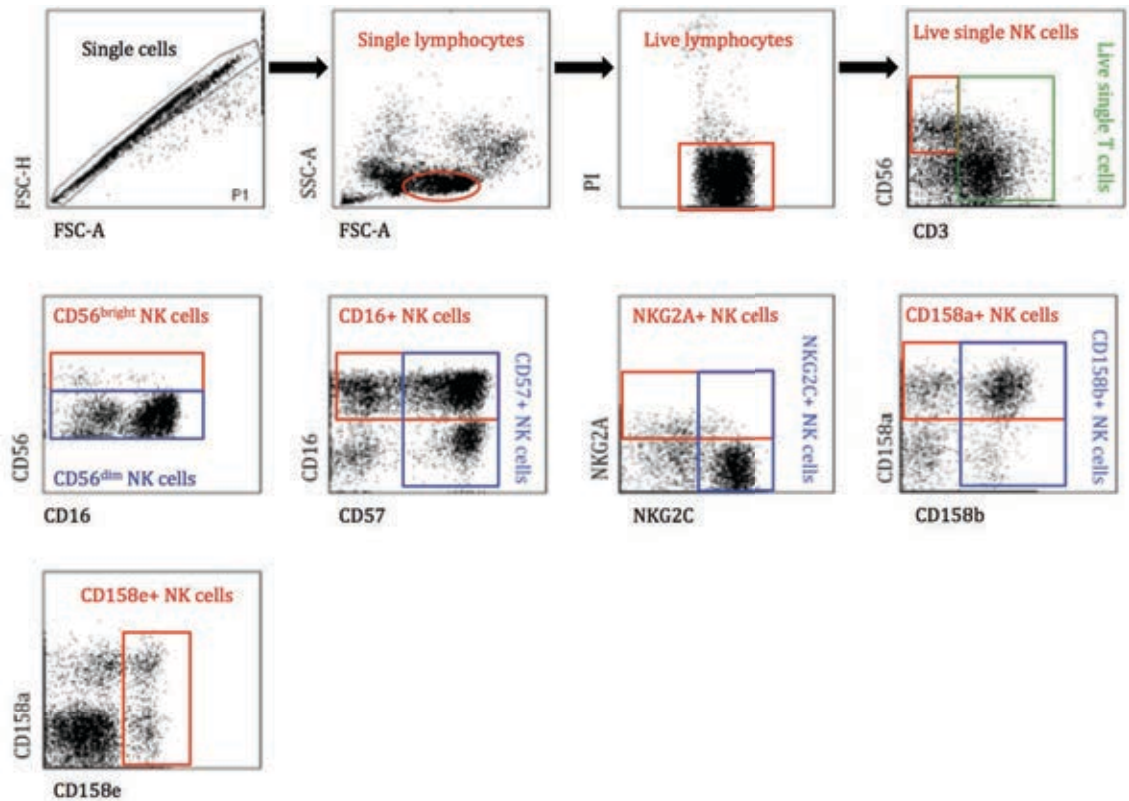 Single cells
FSC-H
P1
FSC-A
Single lymphocytes
SSC-A
FSC-A
Live lymphocytes
PI
Live single NK cells
Live single T cells
CD56
CD3
CD56bright NK cells
CD56
CD56dim NK cells
CD16
CD16+ NK cells
CD57+ NK cells
CD16
CD57
NKG2A+ NK cells
NKG2C+ NK cells
NKG2A
NKG2C
CD158a+ NK cells
CD158b+ NK cells
CD158a
CD158b
CD158e+ NK cells
CD158a
CD158e